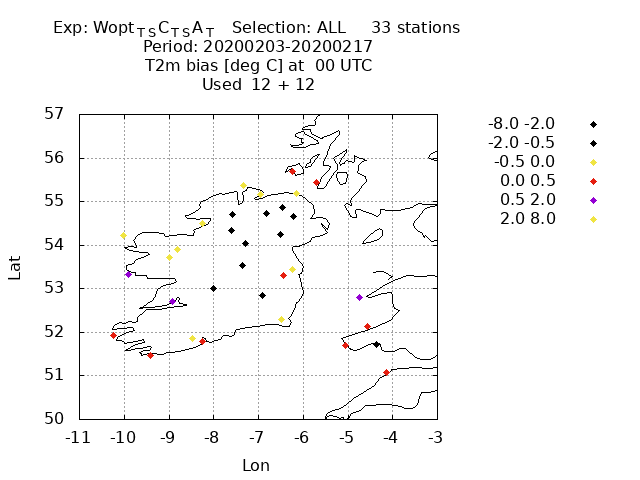 Exp: Wopt_TS C_TS A_T Selection: ALL 33 stations
Period: 20200203-20200217
T2m bias [deg C] at 00 UTC
Used 12 + 12
57
56
55
54
53
52
51
50
-11 -10 -9 -8 -7 -6 -5 -4 -3
Lat
Lon
-8.0 -2.0
-2.0 -0.5
-0.5 0.0
0.0 0.5
0.5 2.0
2.0 8.0